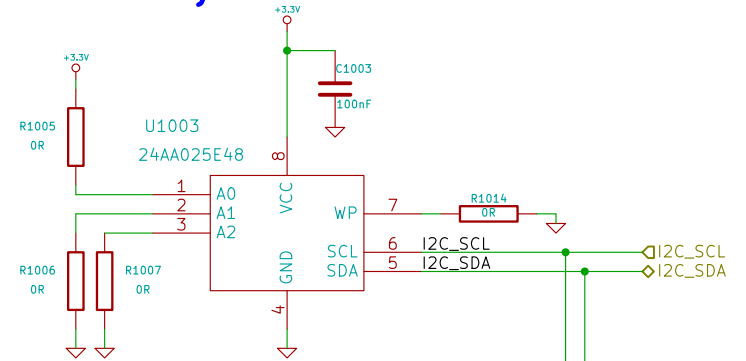 +3.3V
+3.3V
C1003
100nF
R1005
0R
U1003
24AA025E48
8
1
A0
VCC
2
A1
WP
7
R1014
0R
3
A2
SCL
6
I2C_SCL
I2C_SCL
GND
SDA
5
I2C_SDA
I2C_SDA
R1006
0R
R1007
0R
4